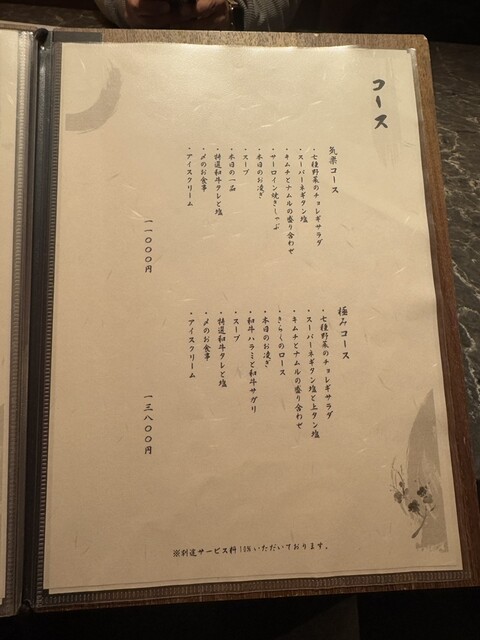 コース
気楽コース
・七種野菜のチョレギサラダ
・スーパーネギタン塩
・キムチとナムルの盛り合わせ
・サーロイン焼きしゃぶ
・本日のお凌ぎ
・スープ
・本日の一品
・特選和牛タレと塩
・〆のお食事
・アイスクリーム
一一〇〇〇円
極みコース
・七種野菜のチョレギサラダ
・スーパーネギタン塩と上タン塩
・キムチとナムルの盛り合わせ
・きらくのロース
・本日のお凌ぎ
・和牛ハラミと和牛サガリ
・スープ
・特選和牛タレと塩
・〆のお食事
・アイスクリーム
一三八〇〇円
※別途サービス料10%いただいております。